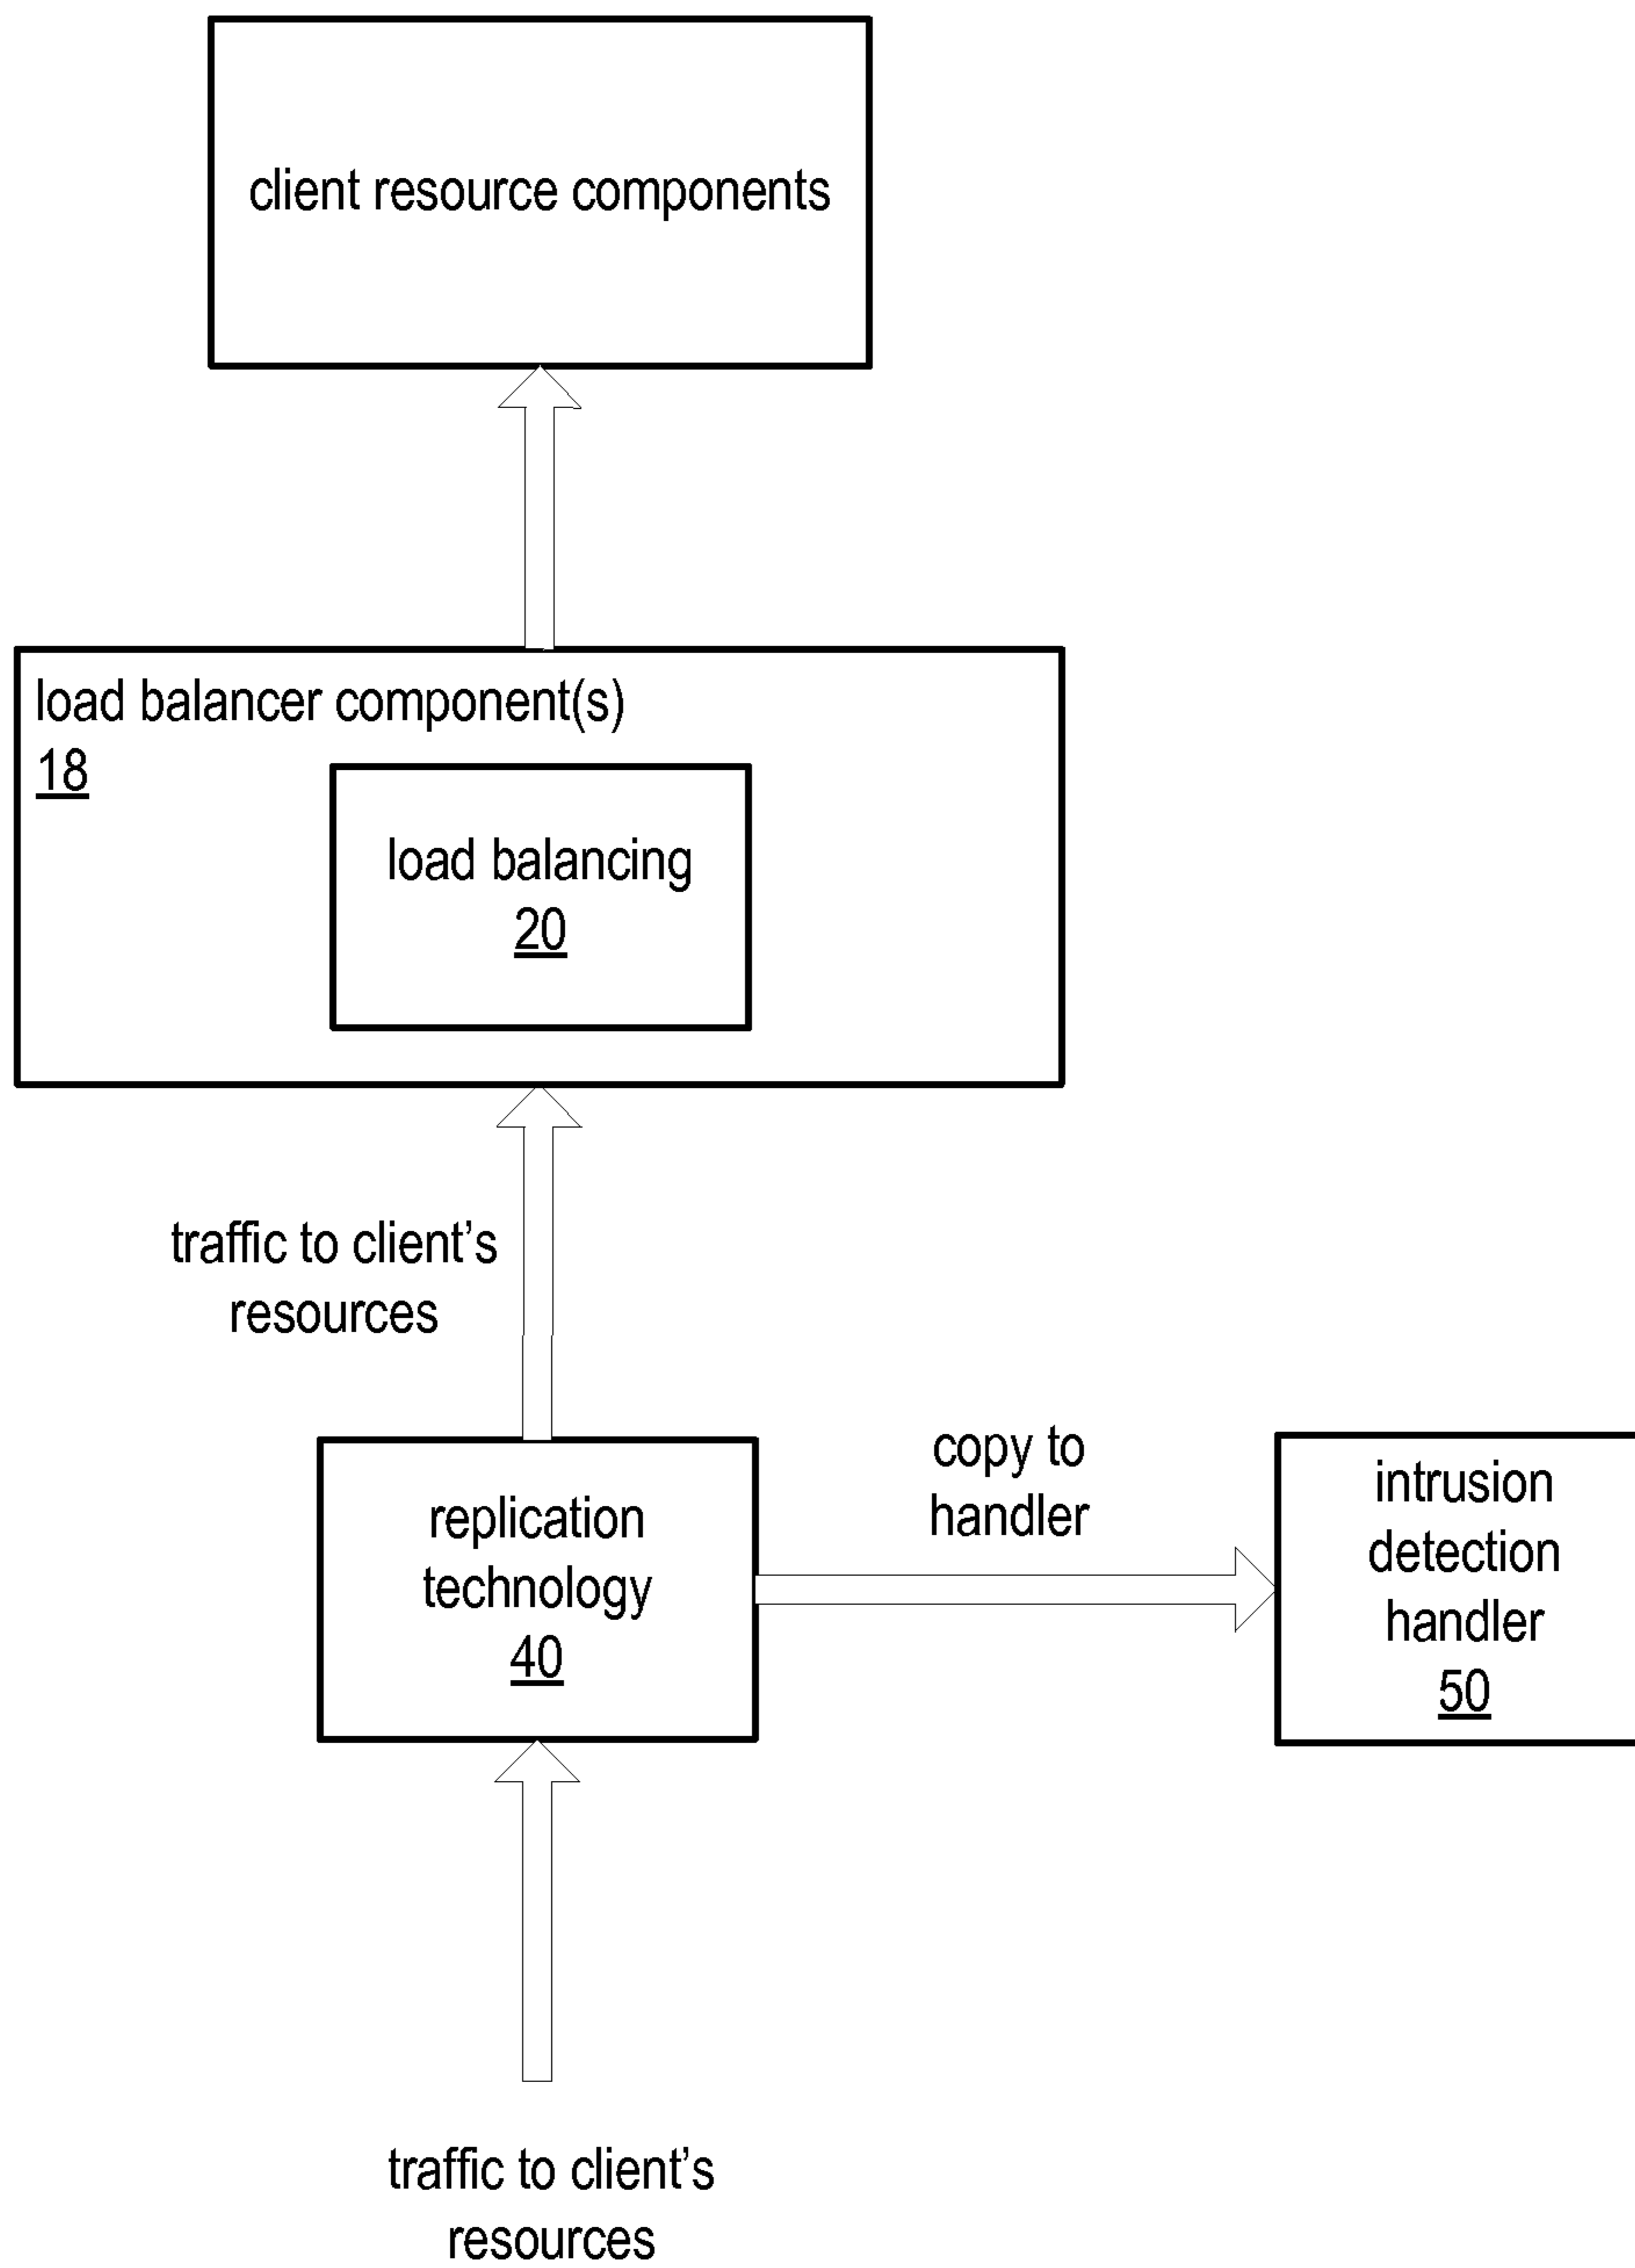 client resource components
load balancer component(s)
18
load balancing
20
traffic to client's
resources
copy to
handler
replication
technology
40
intrusion
detection
handler
50
traffic to client's
resources